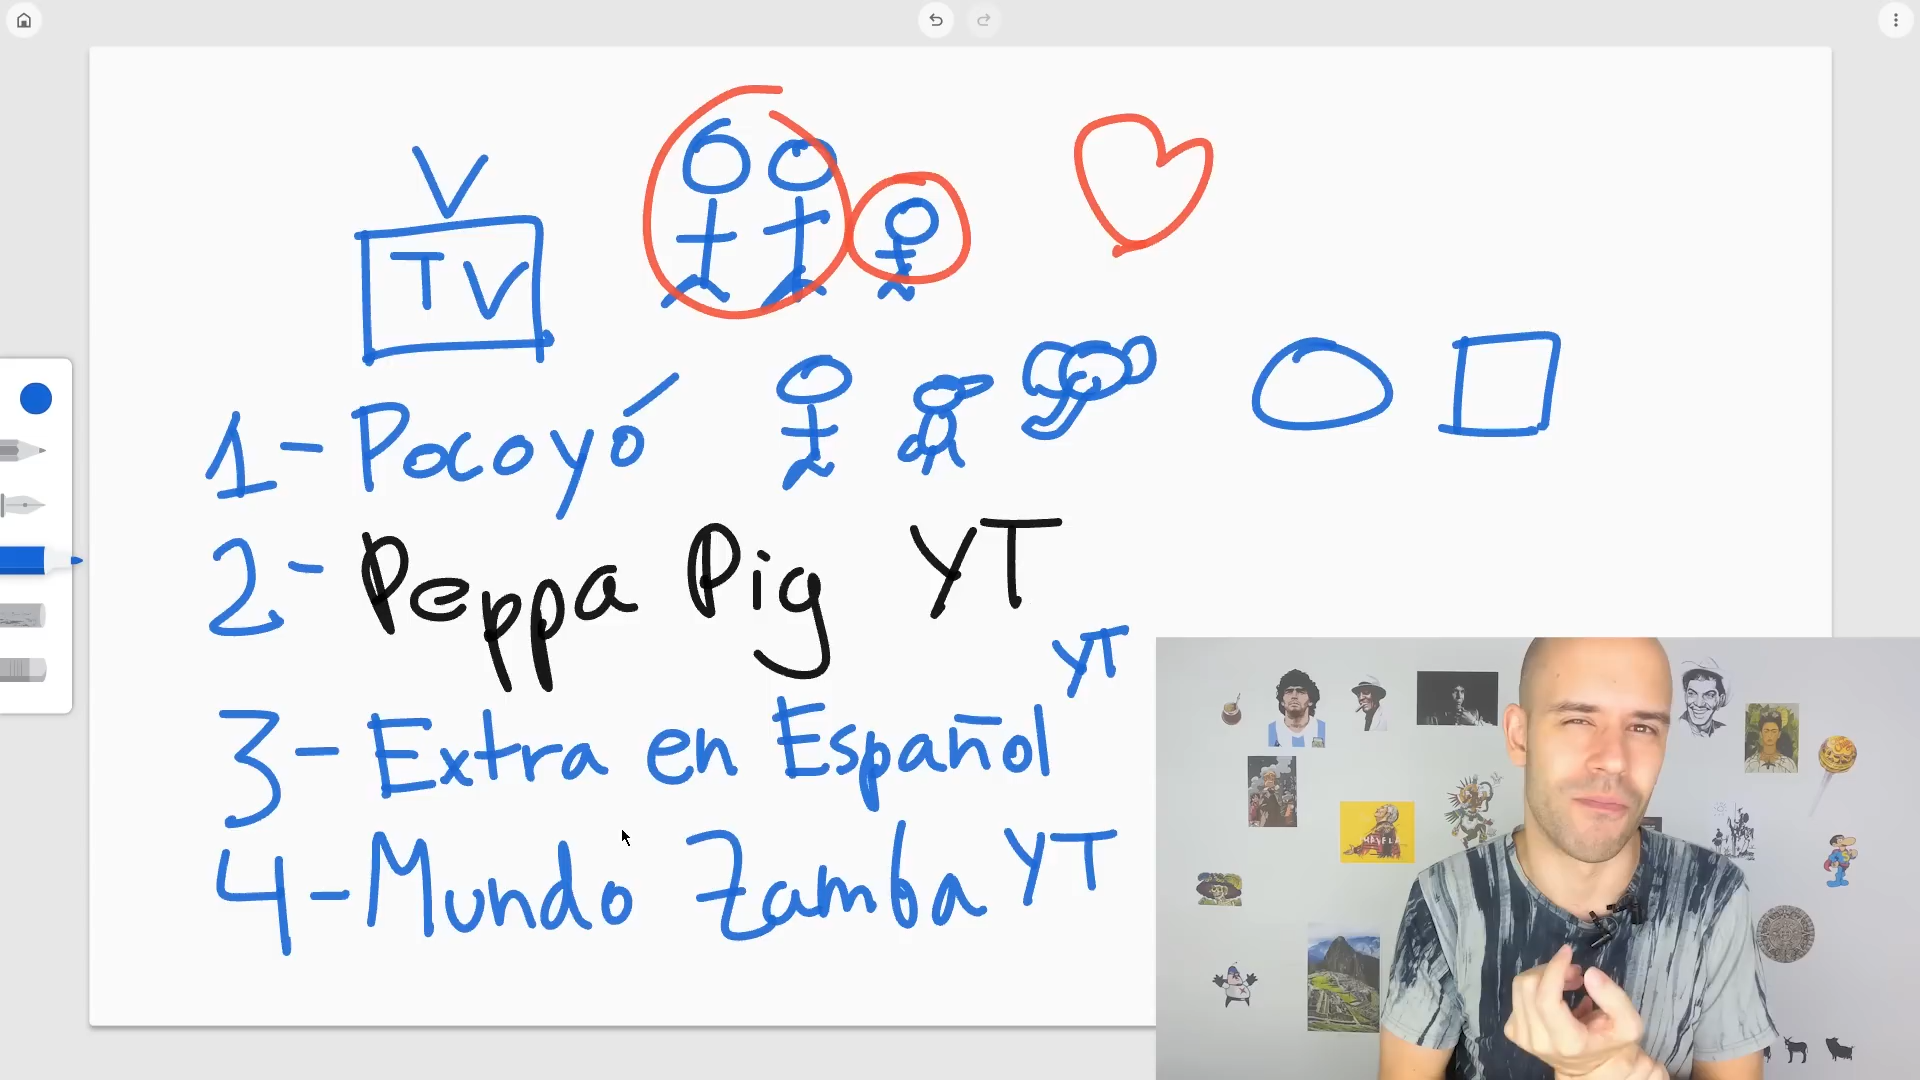 TV
1- Pocoyó
2- Peppa Pig YT
3- Extra en Español YT
4- Mundo Zamba YT